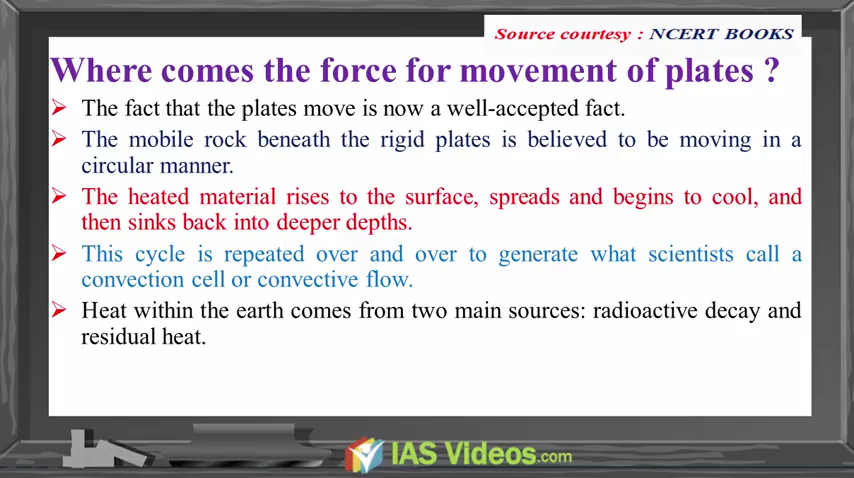 Source courtesy : NCERT BOOKS
Where comes the force for movement of plates ?
The fact that the plates move is now a well-accepted fact.
The mobile rock beneath the rigid plates is believed to be moving in a
circular manner.
The heated material rises to the surface, spreads and begins to cool, and
then sinks back into deeper depths.
This cycle is repeated over and over to generate what scientists call a
convection cell or convective flow.
Heat within the earth comes from two main sources: radioactive decay and
residual heat.
IAS Videos.com